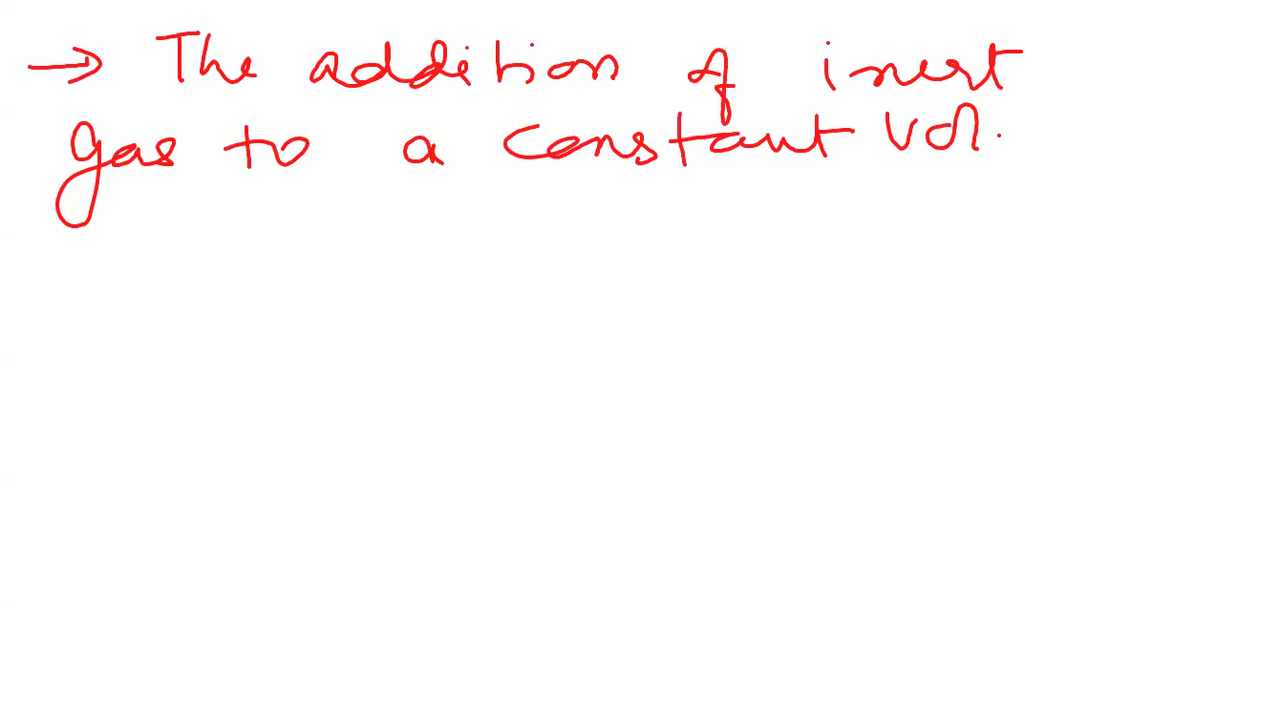 → The addition of inert
gas to a constant vol.